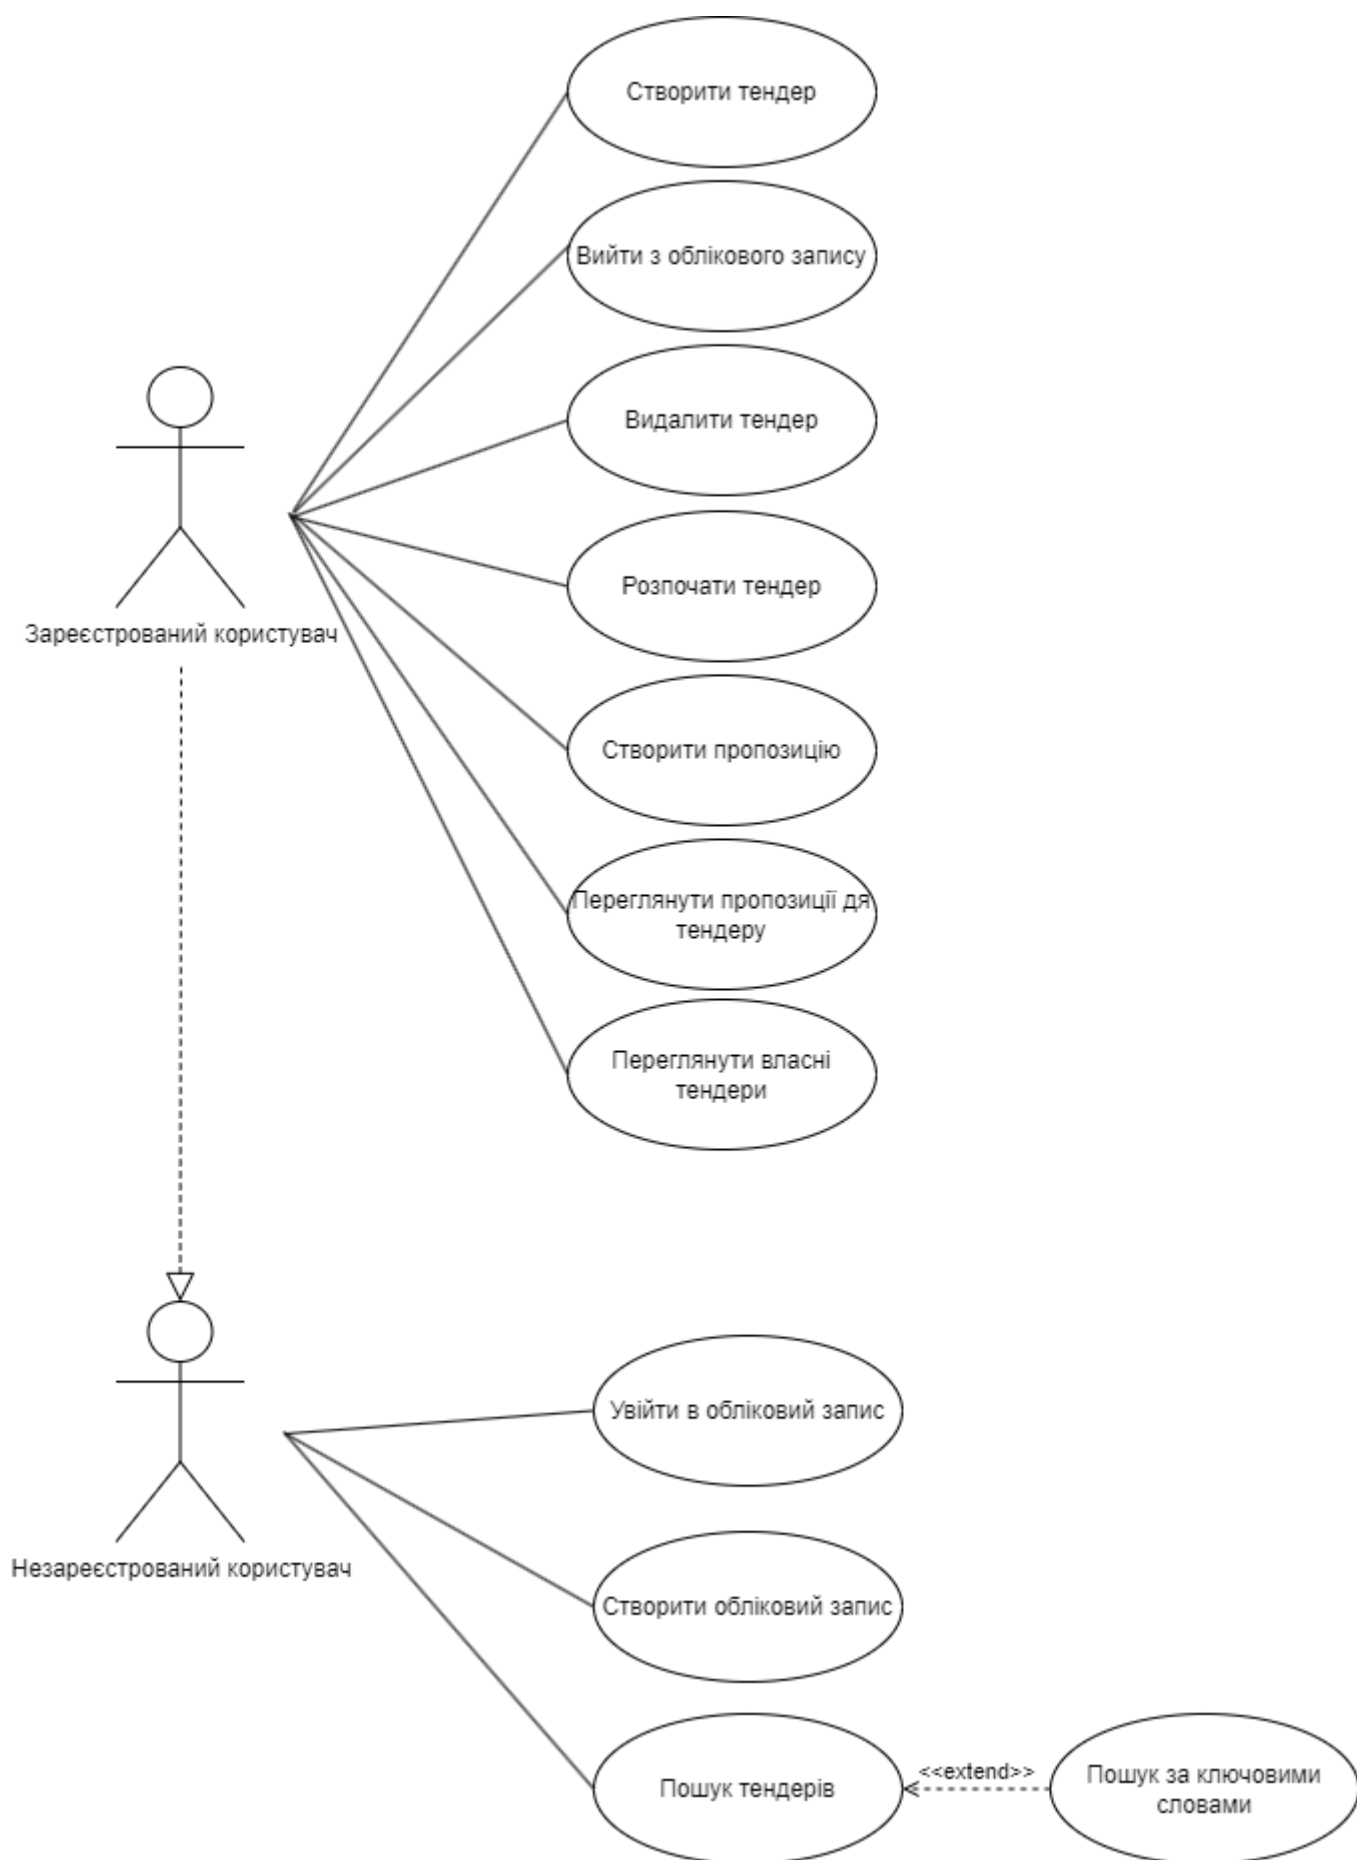 Створити тендер
Вийти з облікового запису
Видалити тендер
Розпочати тендер
Зареєстрований користувач
Створити пропозицію
Переглянути пропозиції дя
тендеру
Переглянути власні
тендери
Увійти в обліковий запис
Незареєстрований користувач
Створити обліковий запис
Пошук тендерів
<<extend>>
Пошук за ключовими
словами